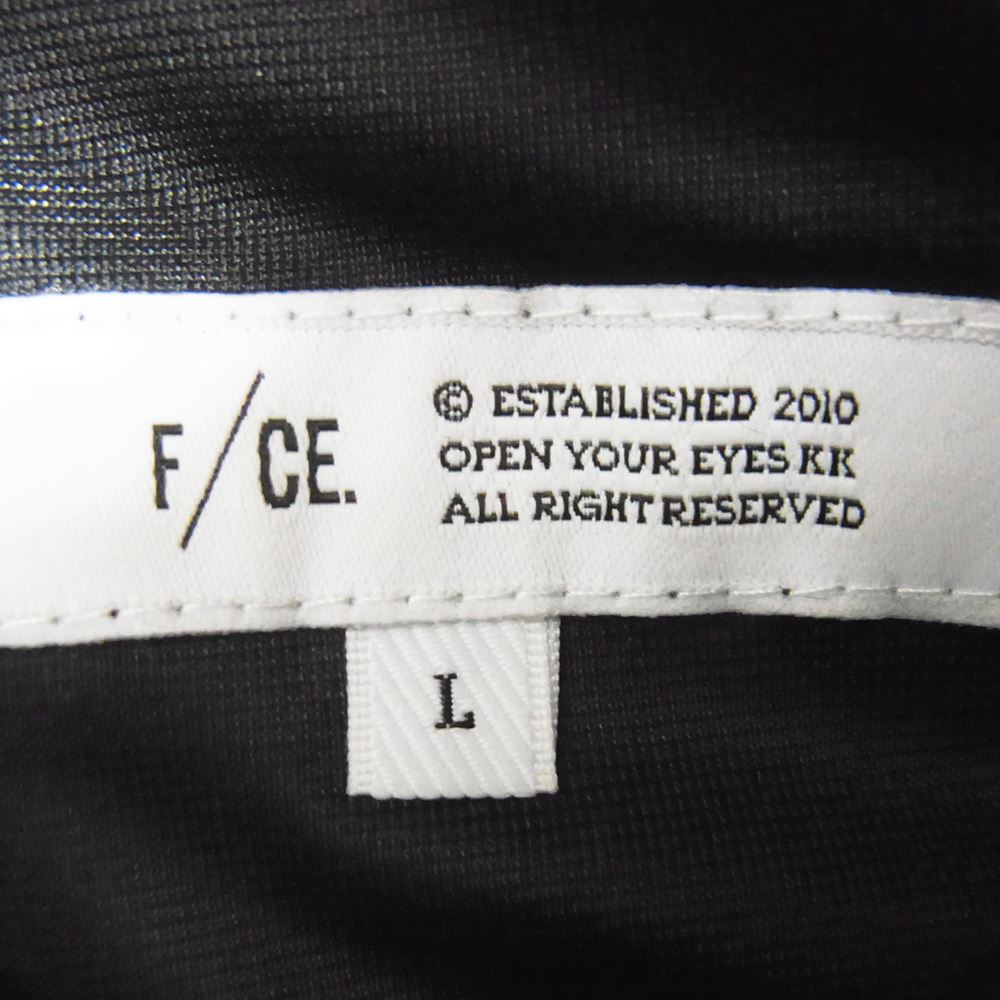 F/CE.
© ESTABLISHED 2010
OPEN YOUR EYES KK
ALL RIGHT RESERVED
L